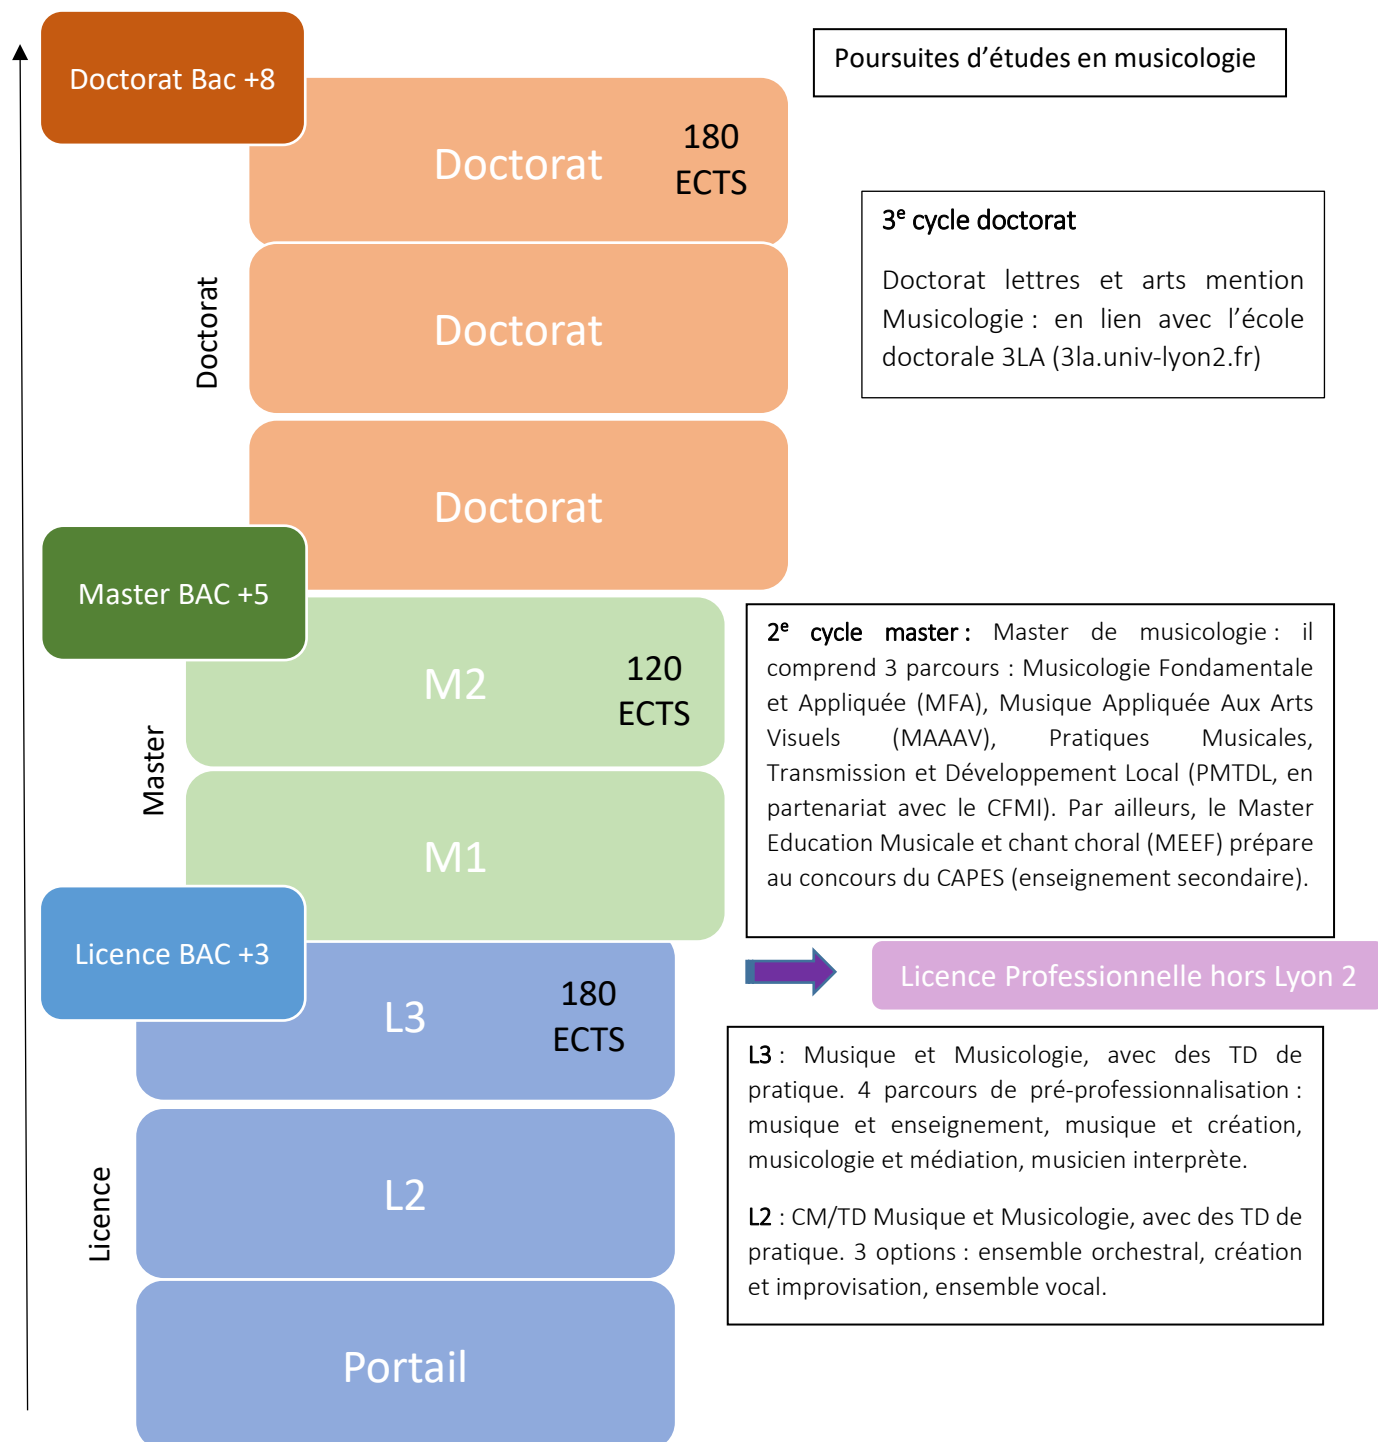 Poursuites d’études en musicologie
Doctorat Bac +8
Doctorat
180
ECTS
3e cycle doctorat
Doctorat lettres et arts mention
Musicologie : en lien avec l’école
doctorale 3LA (3la.univ-lyon2.fr)
Doctorat
Doctorat
Doctorat
Master BAC +5
M2
120
ECTS
2e cycle master : Master de musicologie : il
comprend 3 parcours : Musicologie Fondamentale
et Appliquée (MFA), Musique Appliquée Aux Arts
Visuels (MAAAV), Pratiques Musicales,
Transmission et Développement Local (PMTDL, en
partenariat avec le CFMI). Par ailleurs, le Master
Education Musicale et chant choral (MEEF) prépare
au concours du CAPES (enseignement secondaire).
Master
M1
Licence BAC +3
Licence Professionnelle hors Lyon 2
L3
180
ECTS
L3 : Musique et Musicologie, avec des TD de
pratique. 4 parcours de pré-professionnalisation :
musique et enseignement, musique et création,
musicologie et médiation, musicien interprète.
L2 : CM/TD Musique et Musicologie, avec des TD de
pratique. 3 options : ensemble orchestral, création
et improvisation, ensemble vocal.
Licence
L2
Portail